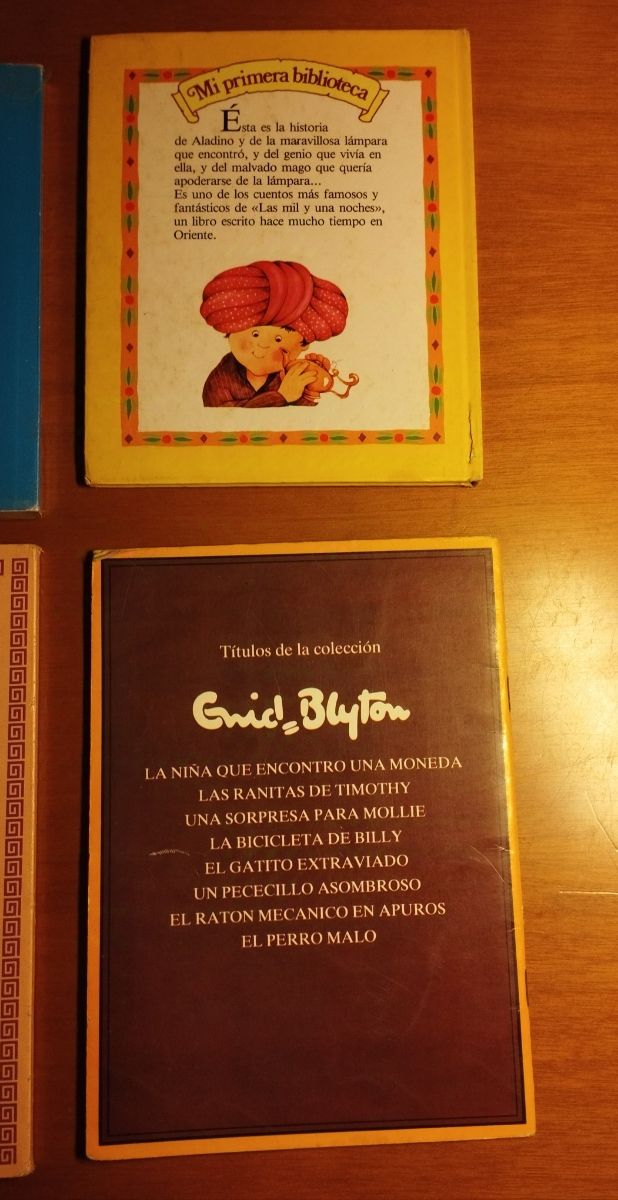 Mi primera biblioteca
Ésta es la historia
de Aladino y de la maravillosa lámpara
que encontró, y del genio que vivía en
ella, y del malvado mago que quería
apoderarse de la lámpara...
Es uno de los cuentos más famosos y
fantásticos de «Las mil y una noches»,
un libro escrito hace mucho tiempo en
Oriente.
Títulos de la colección
Enid Blyton
LA NIÑA QUE ENCONTRO UNA MONEDA
LAS RANITAS DE TIMOTHY
UNA SORPRESA PARA MOLLIE
LA BICICLETA DE BILLY
EL GATITO EXTRAVIADO
UN PECECILLO ASOMBROSO
EL RATON MECANICO EN APUROS
EL PERRO MALO